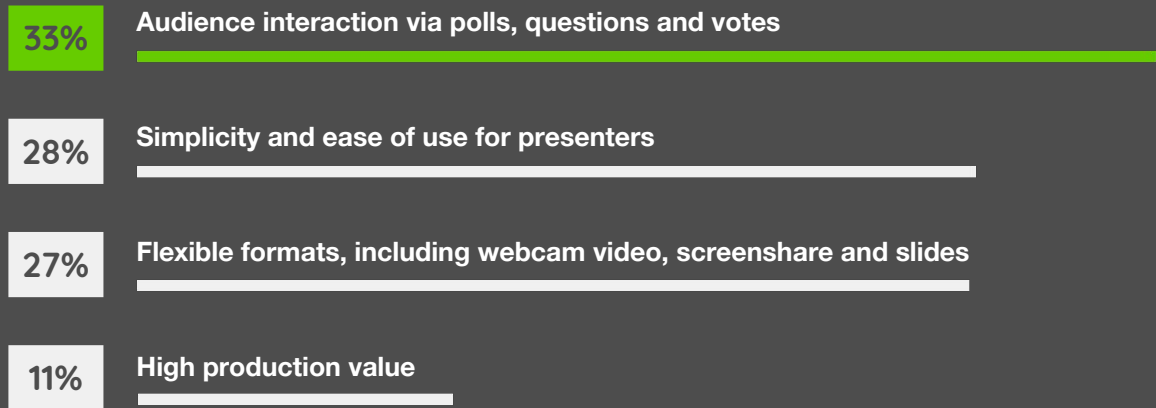 33%
Audience interaction via polls, questions and votes
28%
Simplicity and ease of use for presenters
27%
Flexible formats, including webcam video, screenshare and slides
11%
High production value